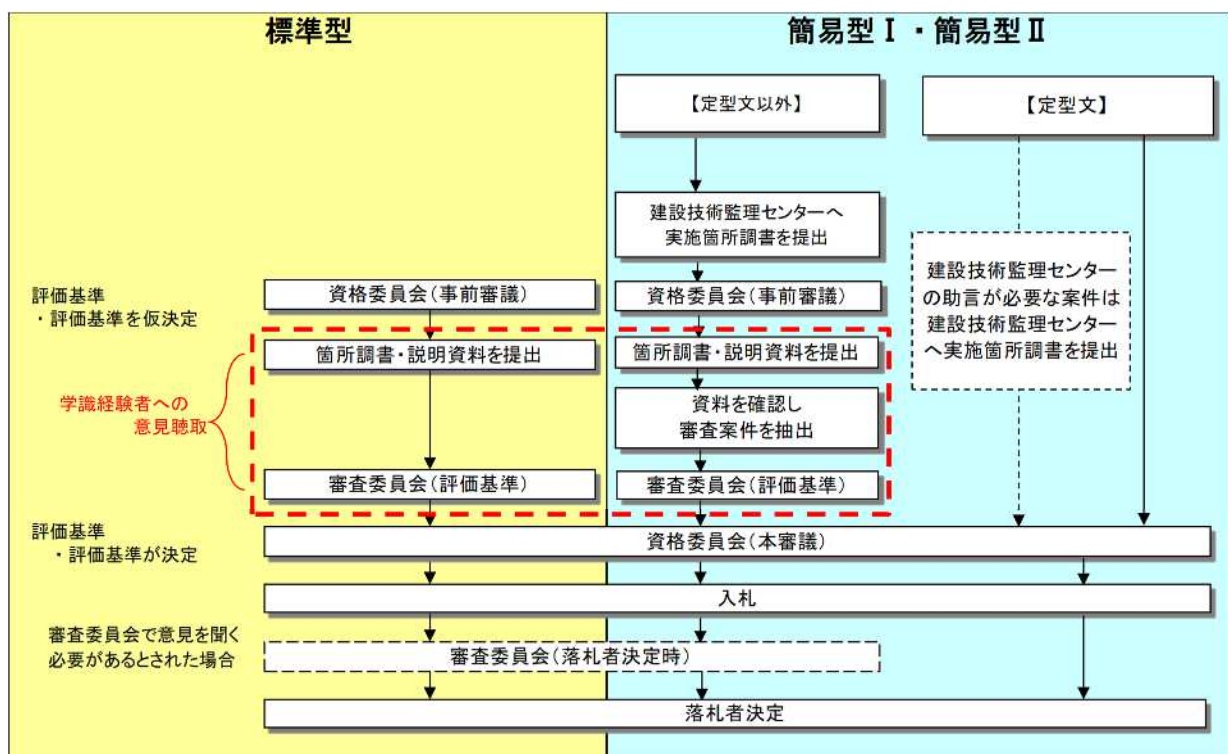 標準型
簡易型Ⅰ・簡易型Ⅱ
【定型文以外】
【定型文】
建設技術監理センターへ
実施箇所調書を提出
建設技術監理センター
の助言が必要な案件は
建設技術監理センター
へ実施箇所調書を提出
評価基準
・評価基準を仮決定
資格委員会(事前審議)
資格委員会(事前審議)
箇所調書・説明資料を提出
箇所調書・説明資料を提出
学識経験者への
意見聴取
資料を確認し
審査案件を抽出
審査委員会(評価基準)
審査委員会(評価基準)
評価基準
・評価基準が決定
資格委員会(本審議)
入札
審査委員会で意見を聞く
必要があるとされた場合
審査委員会(落札者決定時)
落札者決定